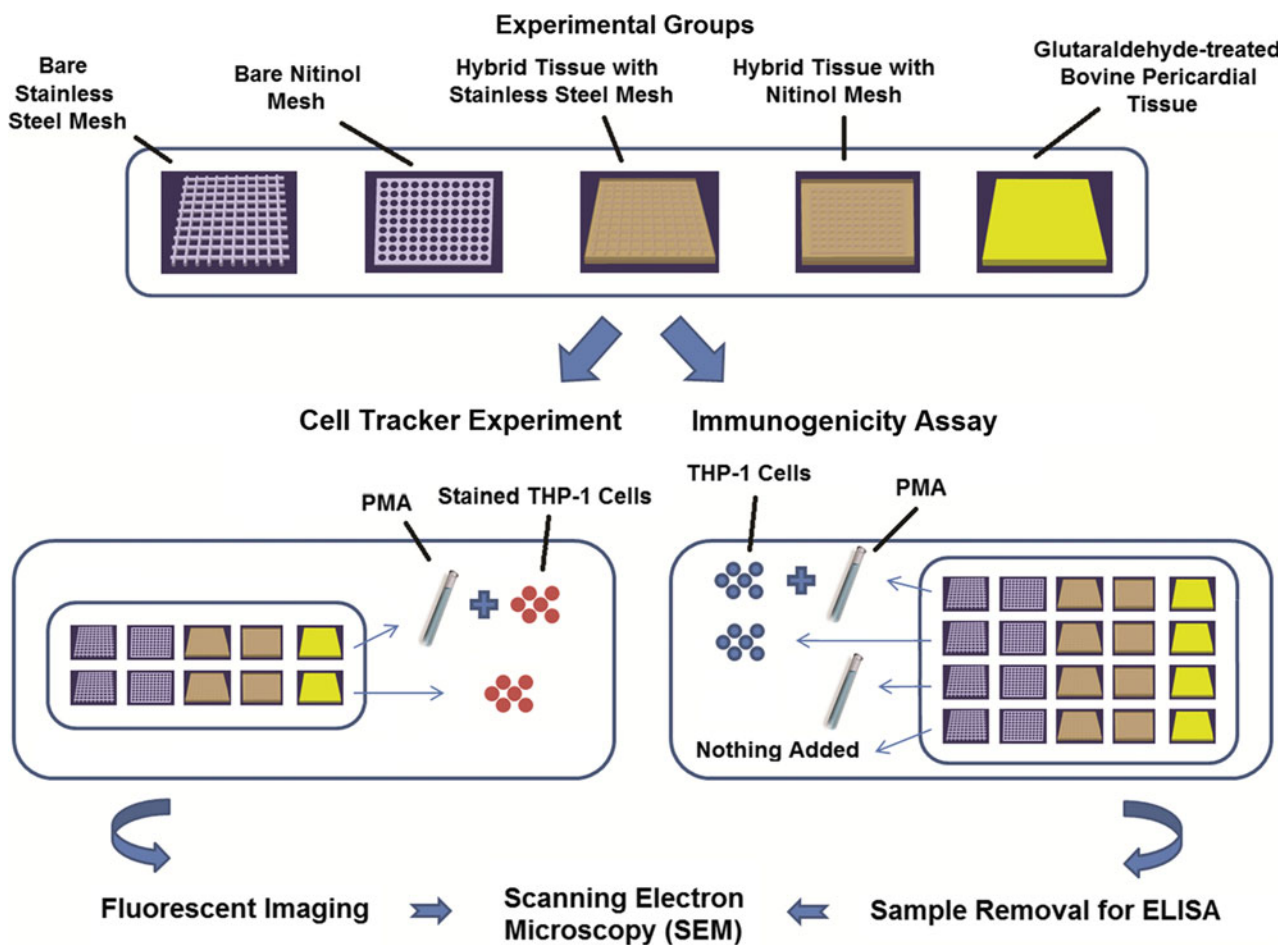 Experimental Groups
Bare
Stainless
Steel Mesh
Bare Nitinol
Mesh
Hybrid Tissue with
Stainless Steel Mesh
Hybrid Tissue with
Nitinol Mesh
Glutaraldehyde-treated
Bovine Pericardial
Tissue
Cell Tracker Experiment
Immunogenicity Assay
PMA
Stained THP-1 Cells
THP-1 Cells
PMA
Nothing Added
Fluorescent Imaging
Scanning Electron
Microscopy (SEM)
Sample Removal for ELISA